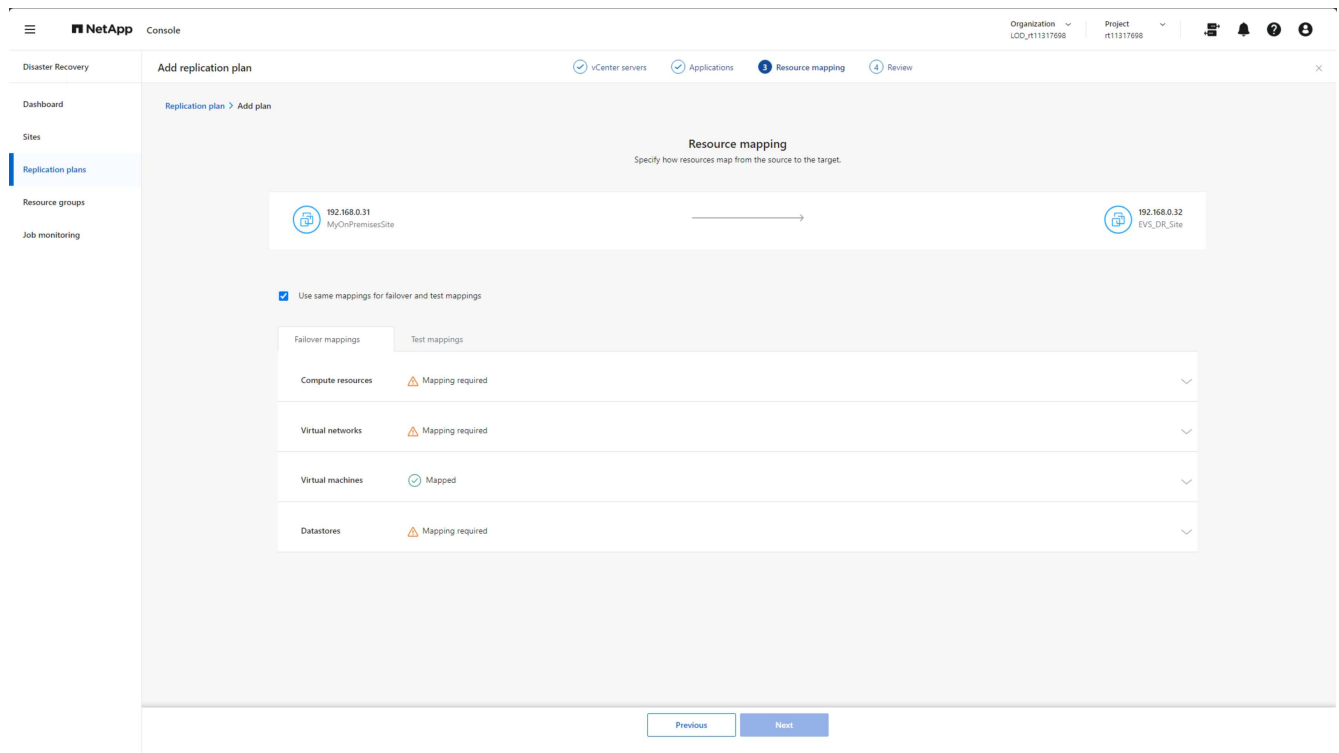 NetApp Console
Organization
LOD_rt11317698
Project
rt11317698
Disaster Recovery
Add replication plan
vCenter servers
Applications
3 Resource mapping
4 Review
Dashboard
Sites
Replication plans
Resource groups
Job monitoring
Replication plan > Add plan
Resource mapping
Specify how resources map from the source to the target.
192.168.0.31
MyOnPremisesSite
192.168.0.32
EVS_DR_Site
Use same mappings for failover and test mappings
Failover mappings
Test mappings
Compute resources Mapping required
Virtual networks Mapping required
Virtual machines Mapped
Datastores Mapping required
Previous
Next